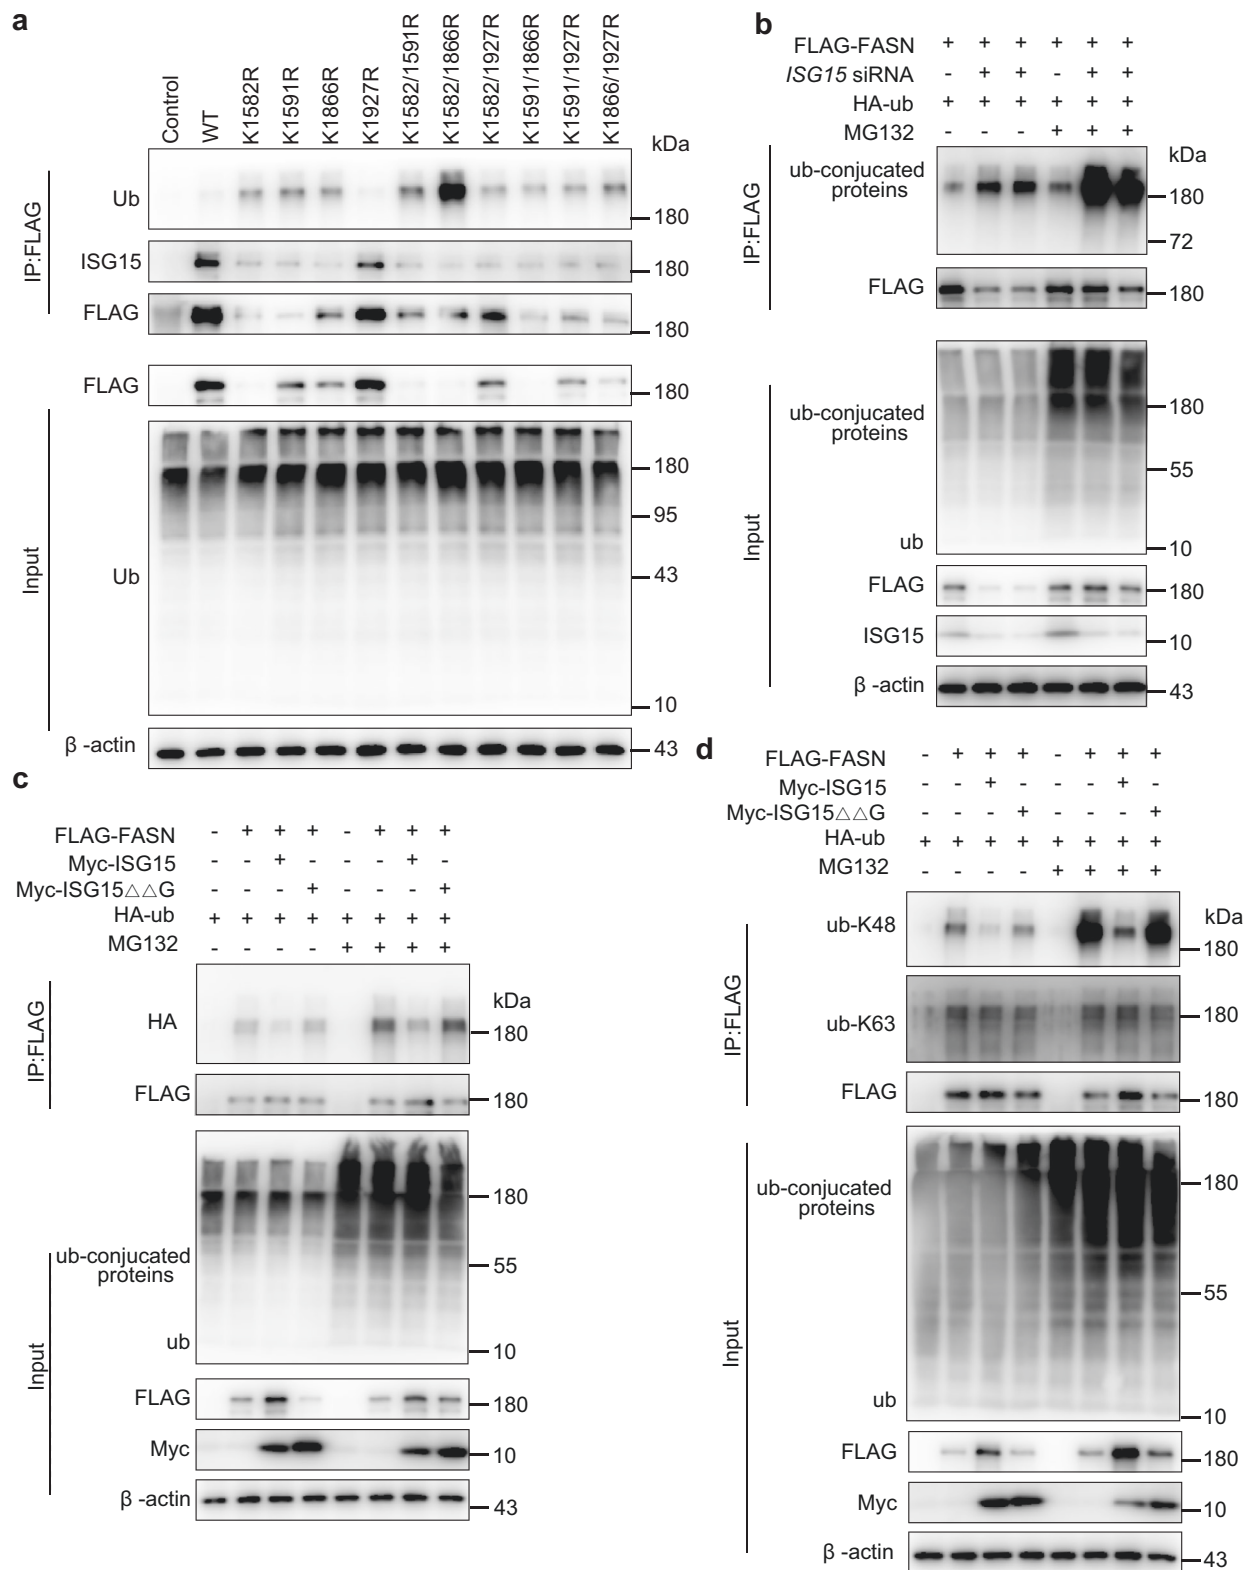 a
Control
WT
K1582R
K1591R
K1866R
K1927R
K1582/1591R
K1582/1866R
K1582/1927R
K1591/1866R
K1591/1927R
K1866/1927R
kDa
IP:FLAG
Ub
180
ISG15
180
FLAG
180
Input
FLAG
180
Ub
180
95
43
10
β -actin
43
b
FLAG-FASN + + + + + +
ISG15 siRNA - + + - + +
HA-ub + + + + + +
MG132 - - - + + +
kDa
IP:FLAG
ub-conjucated
proteins
180
72
FLAG
180
Input
ub-conjucated
proteins
180
55
ub
10
FLAG
180
ISG15
10
β -actin
43
c
FLAG-FASN - + + + - + + +
Myc-ISG15 - - + - - - + -
Myc-ISG15△△G - - - + - - - +
HA-ub + + + + + + + +
MG132 - - - - + + + +
kDa
IP:FLAG
HA
180
FLAG
180
Input
180
ub-conjucated
proteins
55
ub
10
FLAG
180
Myc
10
β -actin
43
d
FLAG-FASN - + + + - + + +
Myc-ISG15 - - + - - - + -
Myc-ISG15△△G - - - + - - - +
HA-ub + + + + + + + +
MG132 - - - - + + + +
kDa
IP:FLAG
ub-K48
180
ub-K63
180
FLAG
180
Input
ub-conjucated
proteins
180
55
ub
10
FLAG
180
Myc
10
β -actin
43